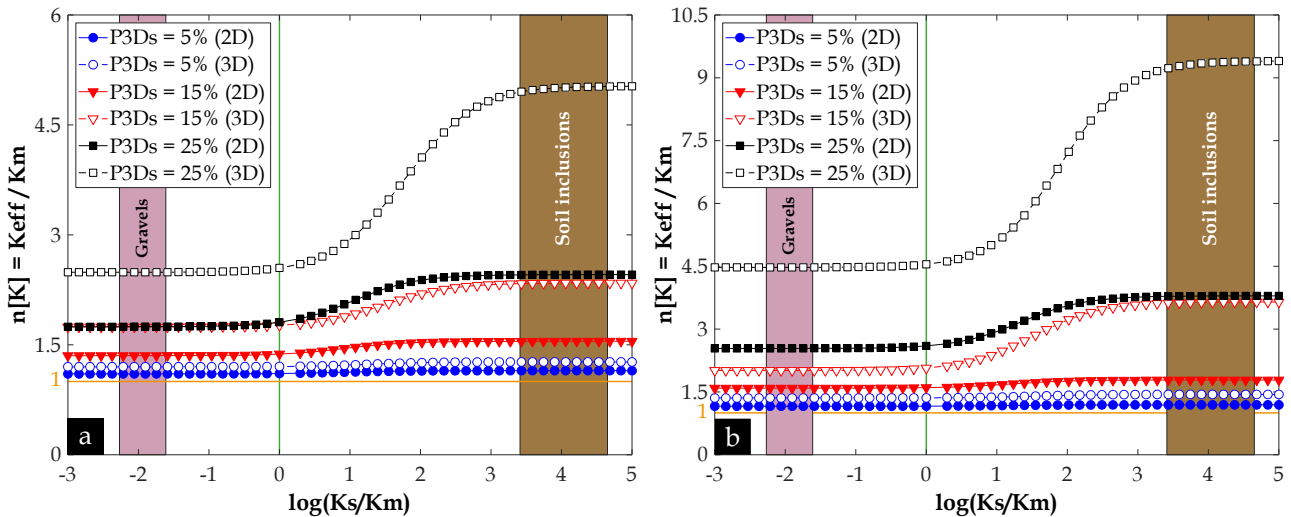 6
4.5
3
1.5
1
0
n[K] = Keff / Km
P3Ds = 5% (2D)
P3Ds = 5% (3D)
P3Ds = 15% (2D)
P3Ds = 15% (3D)
P3Ds = 25% (2D)
P3Ds = 25% (3D)
Gravels
Soil inclusions
a
-3 -2 -1 0 1 2 3 4 5
log(Ks/Km)
10.5
9
7.5
6
4.5
3
1.5
1
0
n[K] = Keff / Km
P3Ds = 5% (2D)
P3Ds = 5% (3D)
P3Ds = 15% (2D)
P3Ds = 15% (3D)
P3Ds = 25% (2D)
P3Ds = 25% (3D)
Gravels
Soil inclusions
b
-3 -2 -1 0 1 2 3 4 5
log(Ks/Km)